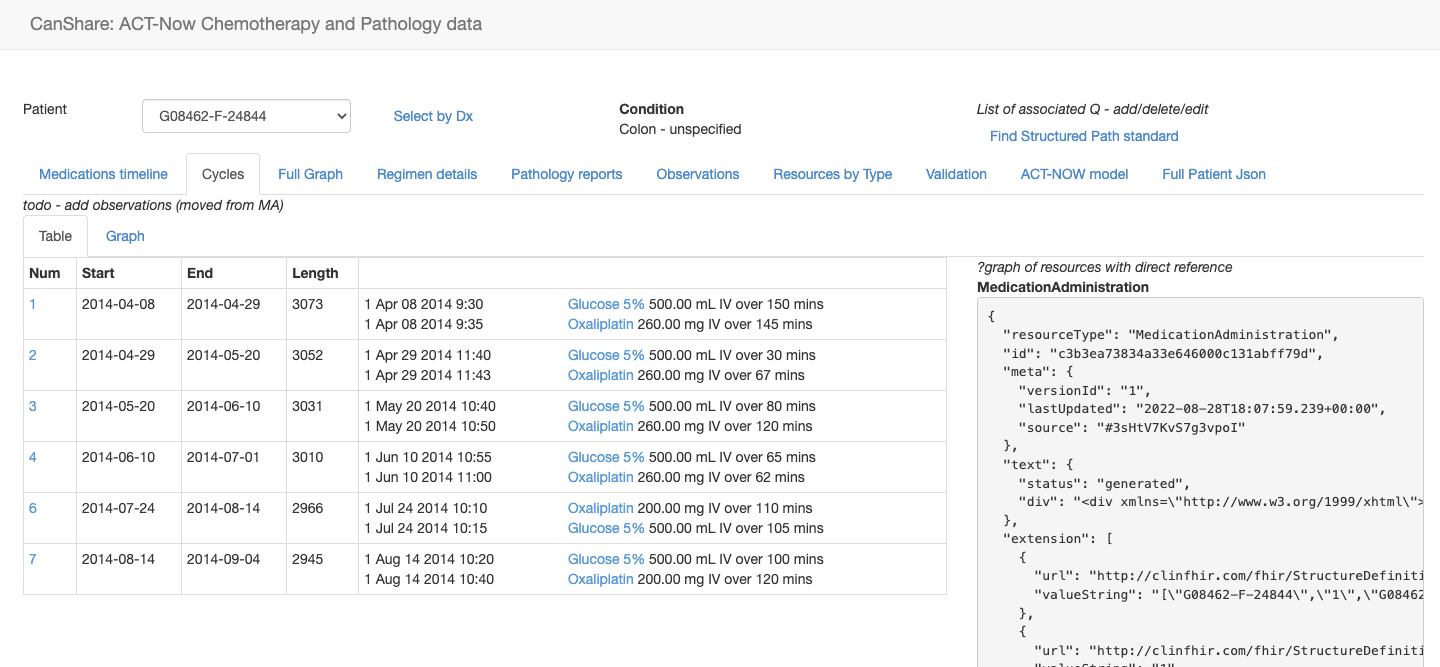 CanShare: ACT-Now Chemotherapy and Pathology data
Patient
G08462-F-24844
Select by Dx
Condition
Colon - unspecified
List of associated Q - add/delete/edit
Find Structured Path standard
Medications timeline Cycles Full Graph Regimen details Pathology reports Observations Resources by Type Validation ACT-NOW model Full Patient Json
todo - add observations (moved from MA)
Table Graph
Num Start End Length
1 2014-04-08 2014-04-29 3073 1 Apr 08 2014 9:30 Glucose 5% 500.00 mL IV over 150 mins
1 Apr 08 2014 9:35 Oxaliplatin 260.00 mg IV over 145 mins
2 2014-04-29 2014-05-20 3052 1 Apr 29 2014 11:40 Glucose 5% 500.00 mL IV over 30 mins
1 Apr 29 2014 11:43 Oxaliplatin 260.00 mg IV over 67 mins
3 2014-05-20 2014-06-10 3031 1 May 20 2014 10:40 Glucose 5% 500.00 mL IV over 80 mins
1 May 20 2014 10:50 Oxaliplatin 260.00 mg IV over 120 mins
4 2014-06-10 2014-07-01 3010 1 Jun 10 2014 10:55 Glucose 5% 500.00 mL IV over 65 mins
1 Jun 10 2014 11:00 Oxaliplatin 260.00 mg IV over 62 mins
6 2014-07-24 2014-08-14 2966 1 Jul 24 2014 10:10 Oxaliplatin 200.00 mg IV over 110 mins
1 Jul 24 2014 10:15 Glucose 5% 500.00 mL IV over 105 mins
7 2014-08-14 2014-09-04 2945 1 Aug 14 2014 10:20 Glucose 5% 500.00 mL IV over 100 mins
1 Aug 14 2014 10:40 Oxaliplatin 200.00 mg IV over 120 mins
?graph of resources with direct reference
MedicationAdministration
{
"resourceType": "MedicationAdministration",
"id": "c3b3ea73834a33e646000c131abff79d",
"meta": {
"versionId": "1",
"lastUpdated": "2022-08-28T18:07:59.239+00:00",
"source": "#3sHtV7KvS7g3vpoI"
},
"text": {
"status": "generated",
"div": "<div xmlns=\"http://www.w3.org/1999/xhtml\">
},
"extension": [
{
"url": "http://clinfhir.com/fhir/StructureDefiniti
"valueString": "[\"G08462-F-24844\",\"1\",\"G08462
},
{
"url": "http://clinfhir.com/fhir/StructureDefiniti